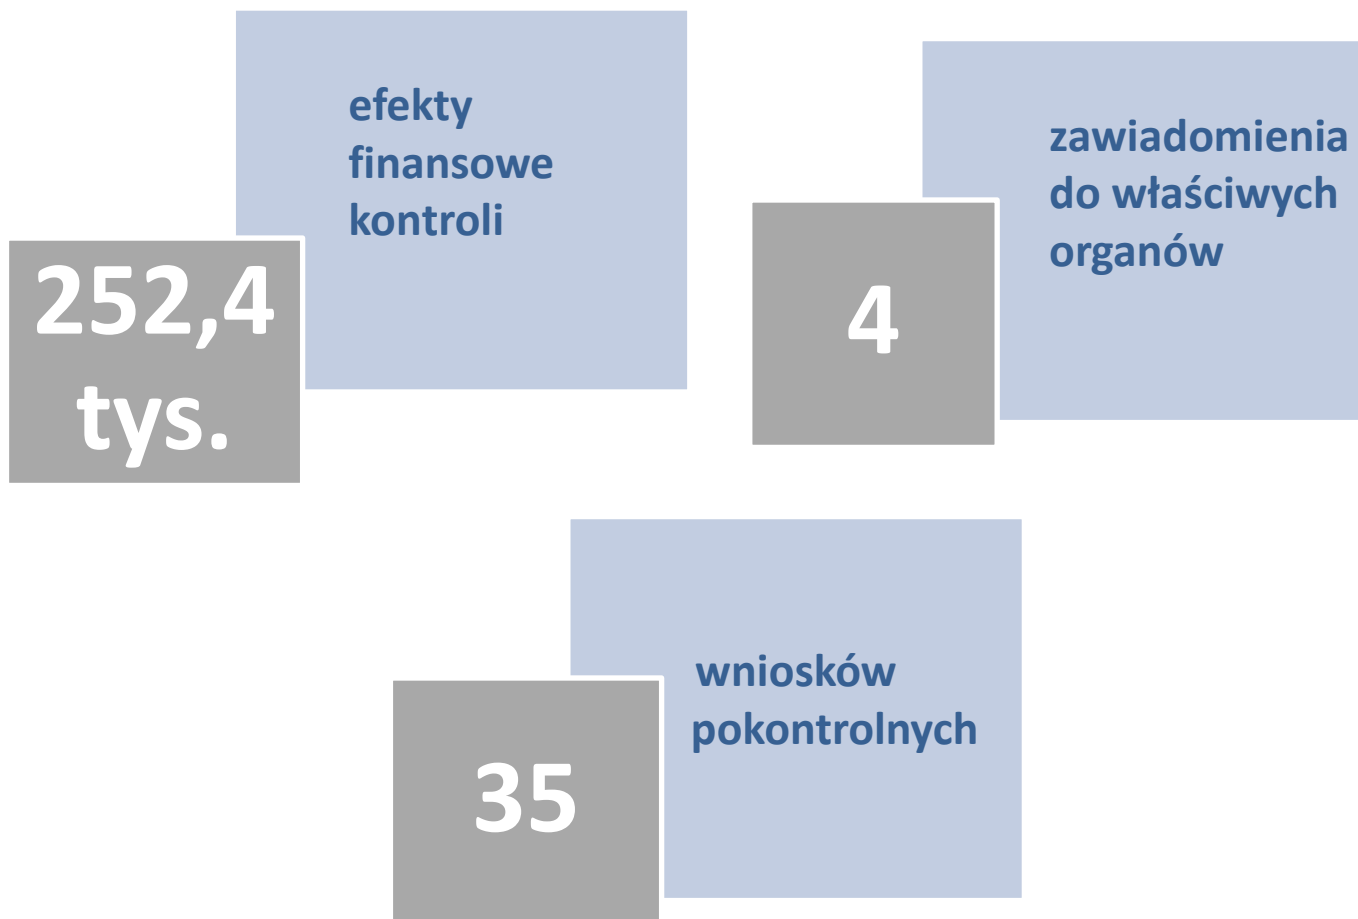 efekty
finansowe
kontroli
252,4
tys.
zawiadomienia
do właściwych
organów
4
wniosków
pokontrolnych
35